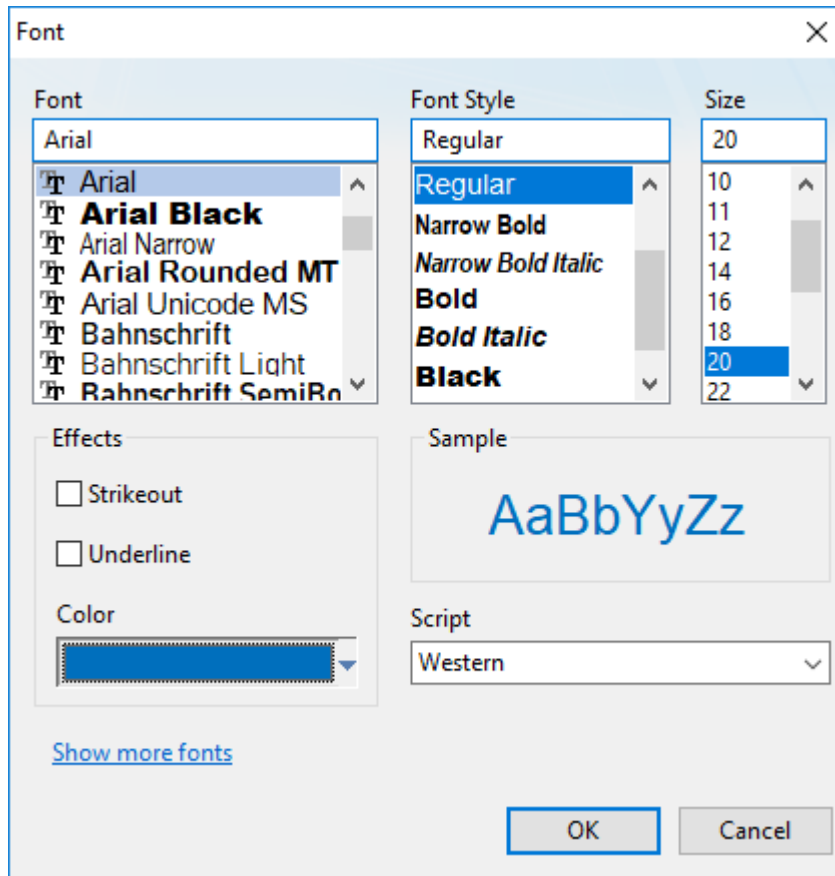 Font
Font
Font Style
Size
Arial
Regular
20
Arial
Arial Black
Arial Narrow
Arial Rounded MT
Arial Unicode MS
Bahnschrift
Bahnschrift Light
Bahnschrift SemiBo
Regular
Narrow Bold
Narrow Bold Italic
Bold
Bold Italic
Black
10
11
12
14
16
18
20
22
Effects
Strikeout
Underline
Color
Sample
AaBbYyZz
Script
Western
Show more fonts
OK
Cancel